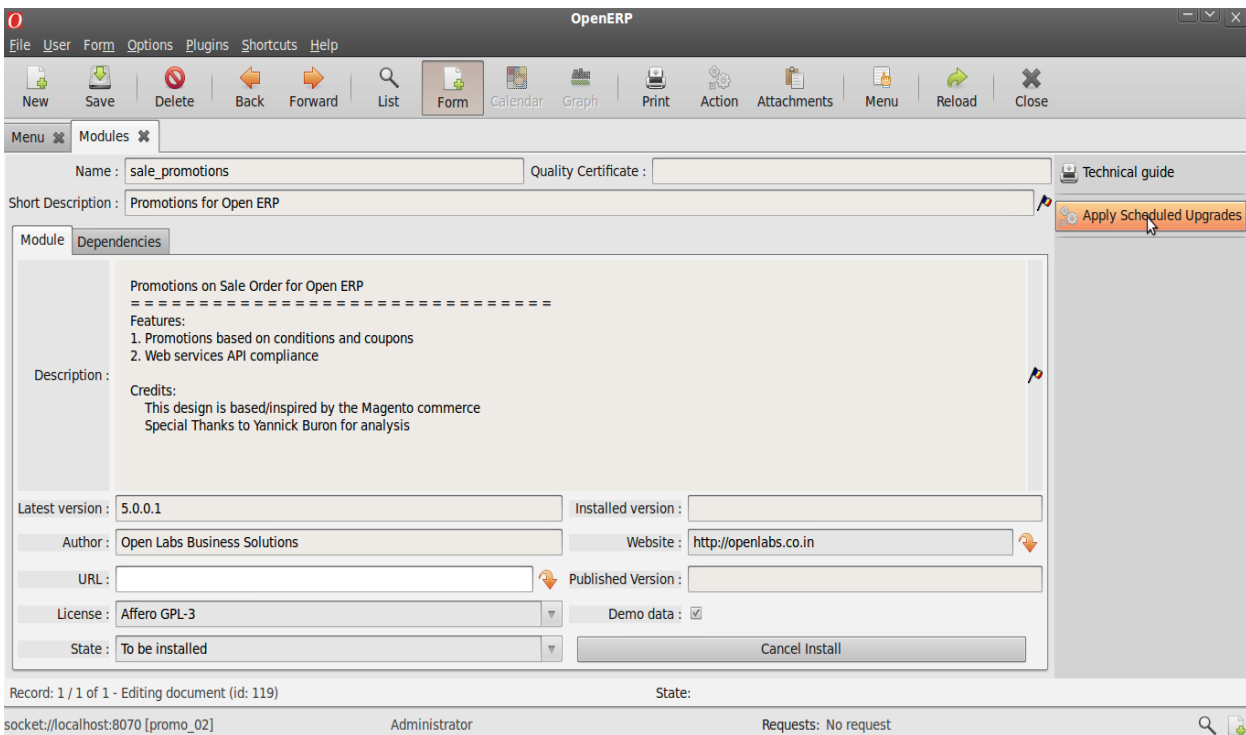 OpenERP
File User Form Options Plugins Shortcuts Help
New Save Delete Back Forward List Form Calendar Graph Print Action Attachments Menu Reload Close
Menu Modules
Name : sale_promotions Quality Certificate : Technical guide
Short Description : Promotions for Open ERP Apply Scheduled Upgrades
Module Dependencies
Promotions on Sale Order for Open ERP
= = = = = = = = = = = = = = = = = = = = = = = = = = = = = = =
Features:
1. Promotions based on conditions and coupons
2. Web services API compliance
Description :
Credits:
This design is based/inspired by the Magento commerce
Special Thanks to Yannick Buron for analysis
Latest version : 5.0.0.1 Installed version :
Author : Open Labs Business Solutions Website : http://openlabs.co.in
URL : Published Version :
License : Affero GPL-3 Demo data :
State : To be installed Cancel Install
Record: 1 / 1 of 1 - Editing document (id: 119) State:
socket://localhost:8070 [promo_02] Administrator Requests: No request